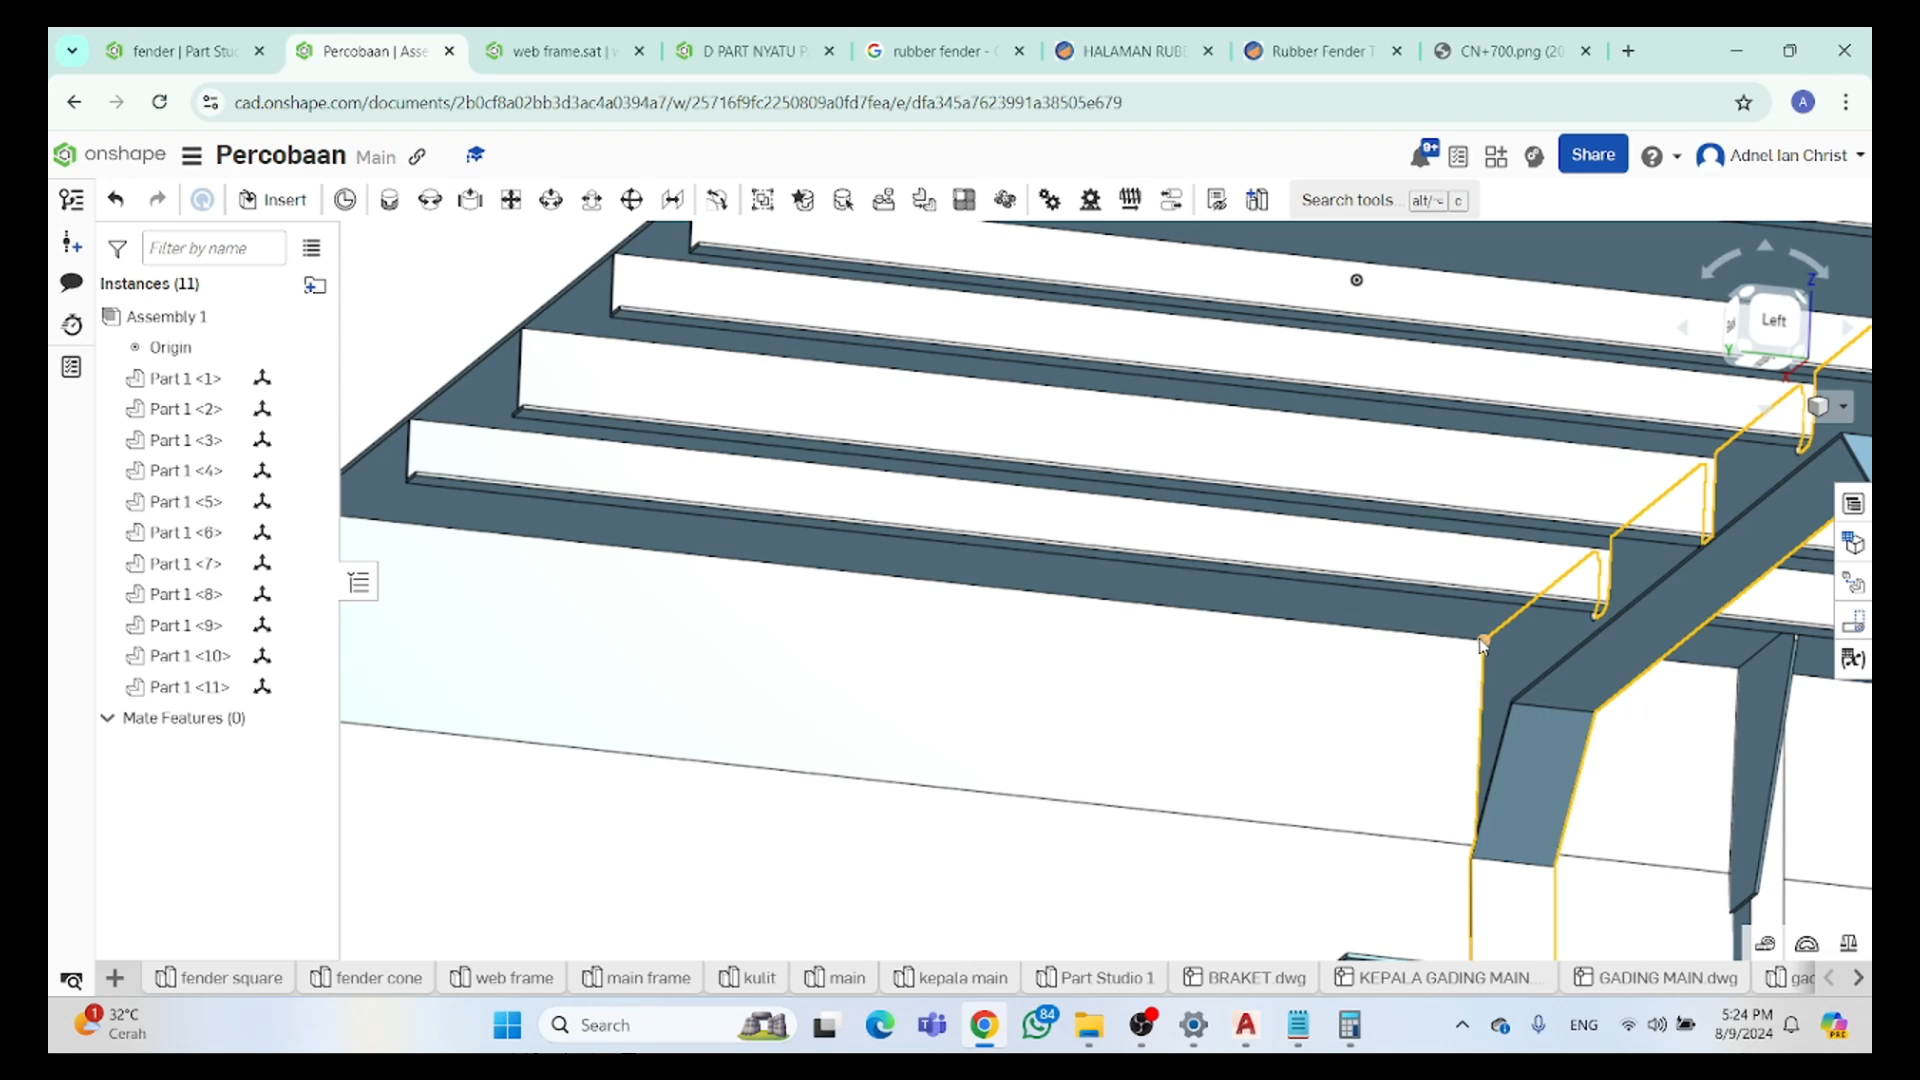 fender | Part Stuc
Percobaan | Asse
web frame.sat |
D PART NYATU P
rubber fender -
HALAMAN RUBE
Rubber Fender T
CN+700.png (20
cad.onshape.com/documents/2b0cf8a02bb3d3ac4a0394a7/w/25716f9fc2250809a0fd7fea/e/dfa345a7623991a38505e679
A
onshape
Percobaan
Main
9+
Share
Adnel Ian Christ
Insert
Search tools... alt/⌥ c
Filter by name
Instances (11)
Assembly 1
Origin
Part 1 <1>
Part 1 <2>
Part 1 <3>
Part 1 <4>
Part 1 <5>
Part 1 <6>
Part 1 <7>
Part 1 <8>
Part 1 <9>
Part 1 <10>
Part 1 <11>
Mate Features (0)
Z
Left
Y
X
fender square
fender cone
web frame
main frame
kulit
main
kepala main
Part Studio 1
BRAKET dwg
KEPALA GADING MAIN...
GADING MAIN.dwg
gad
1
32°C
Cerah
Search
84
ENG
5:24 PM
8/9/2024
PRE